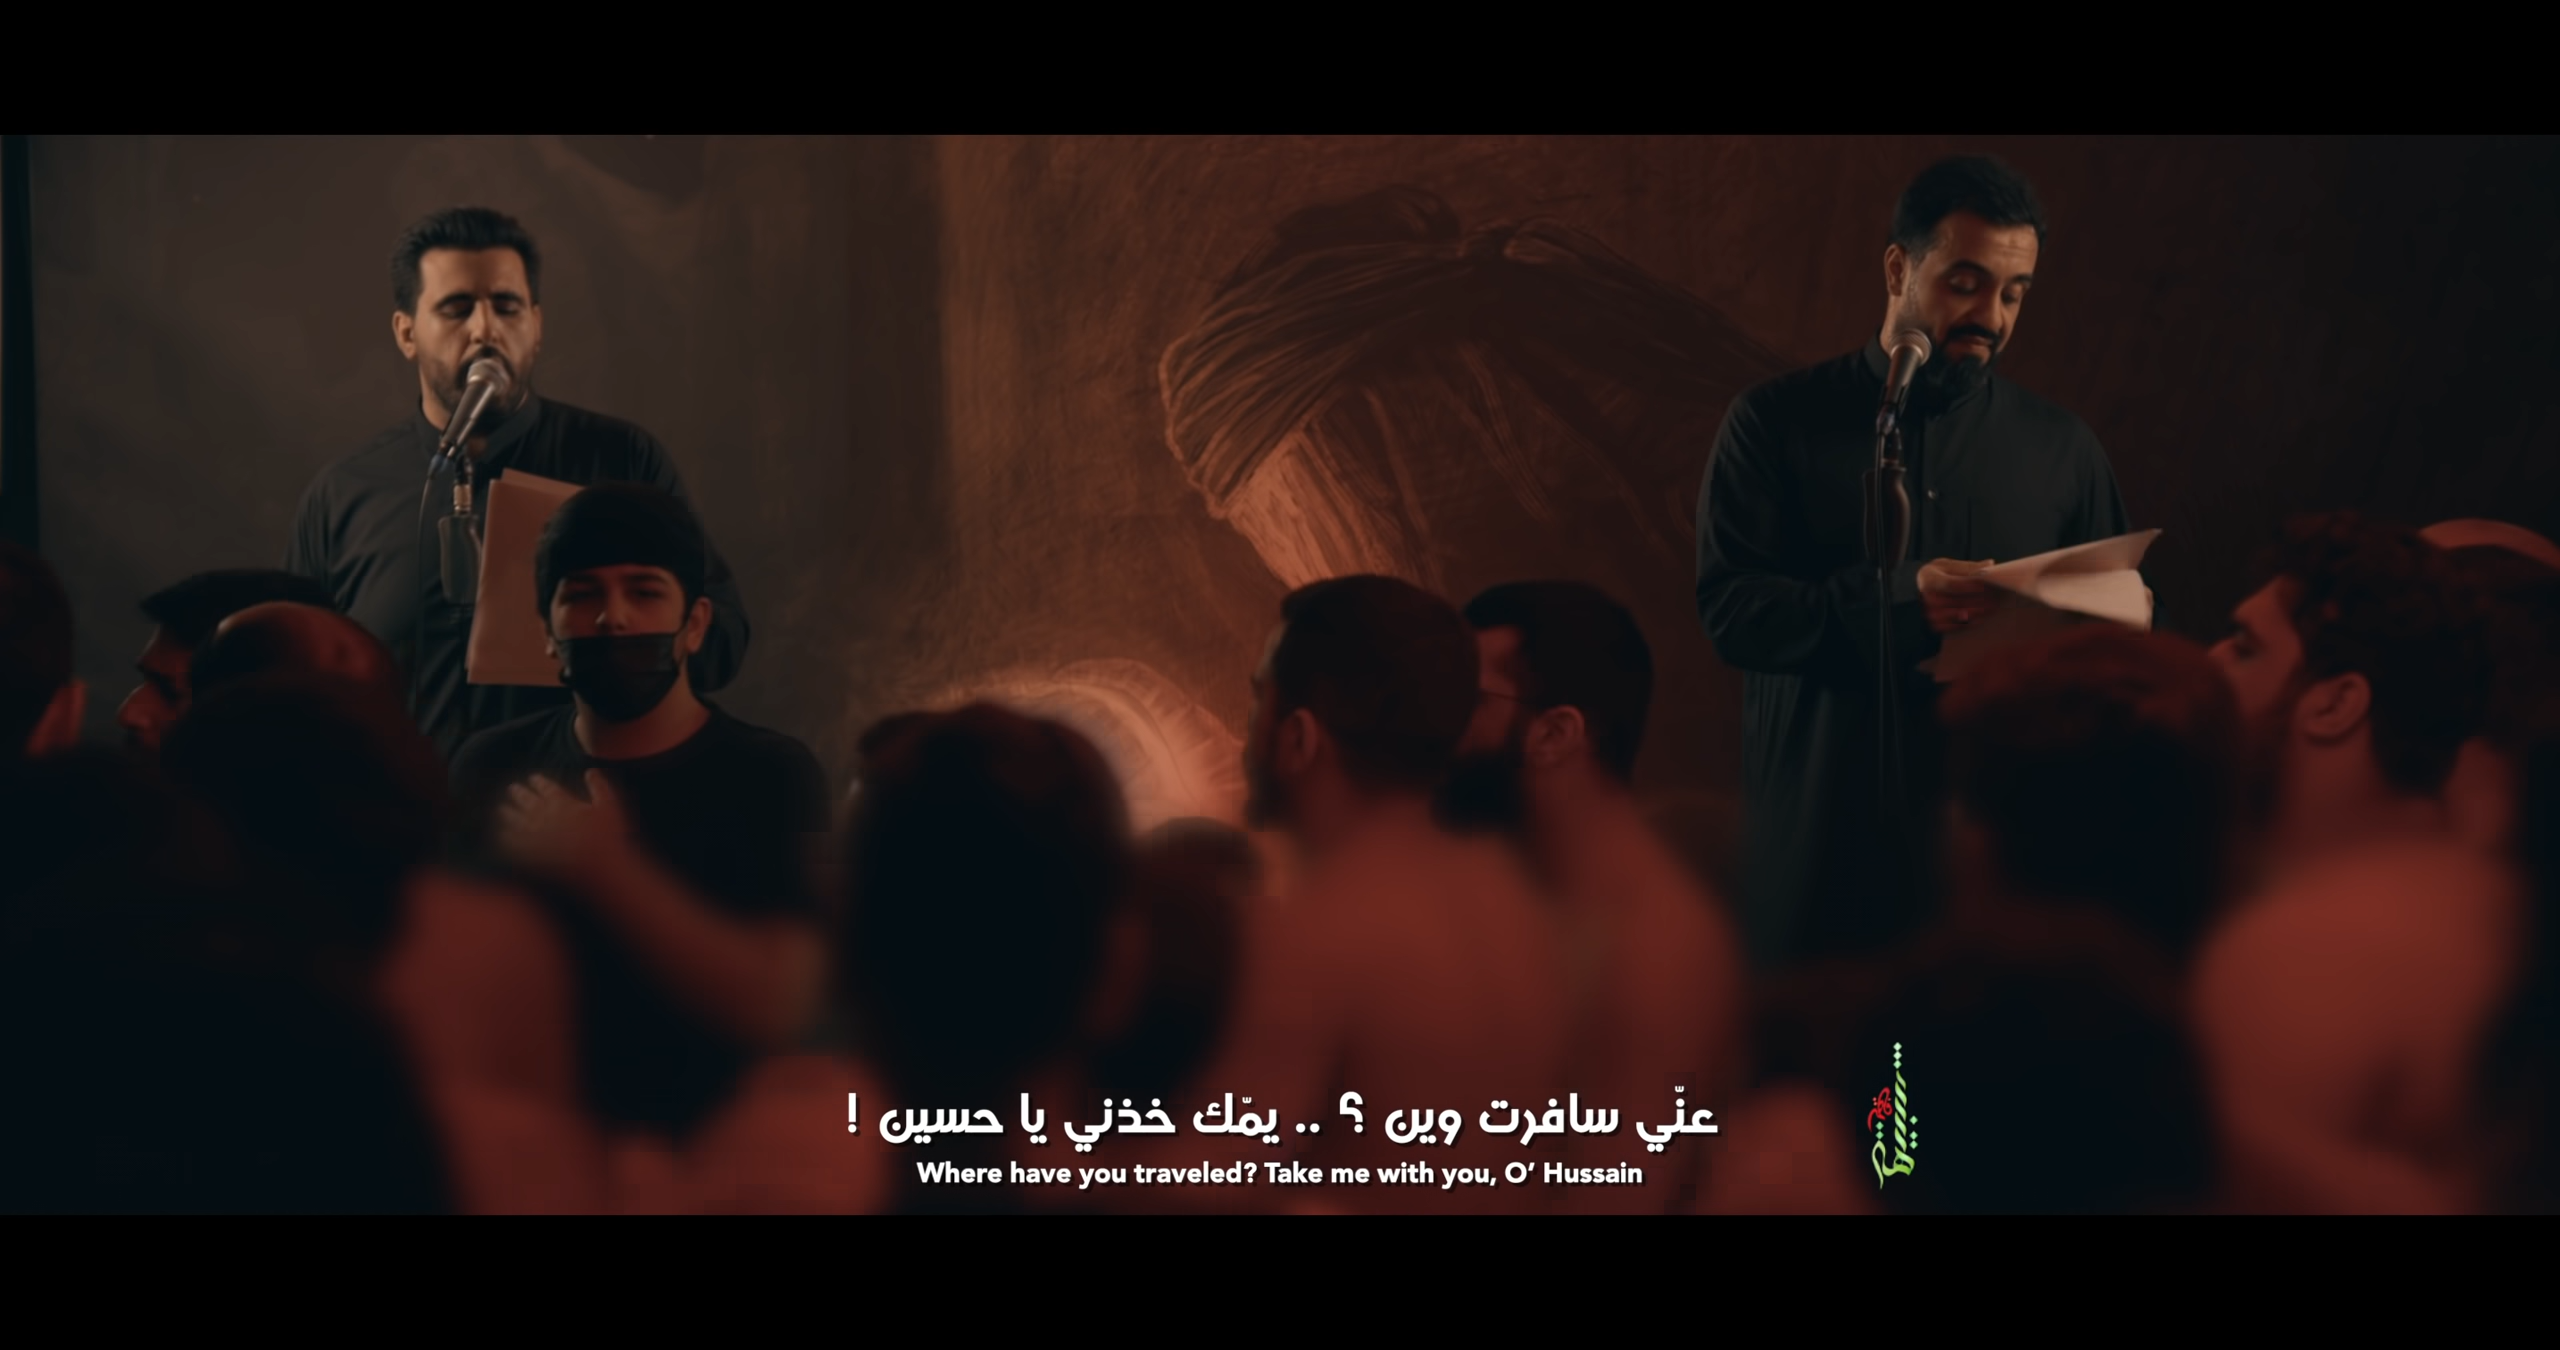 عنّي سافرت وين ؟ .. يمّك خذني يا حسين !
Where have you traveled? Take me with you, O’ Hussain